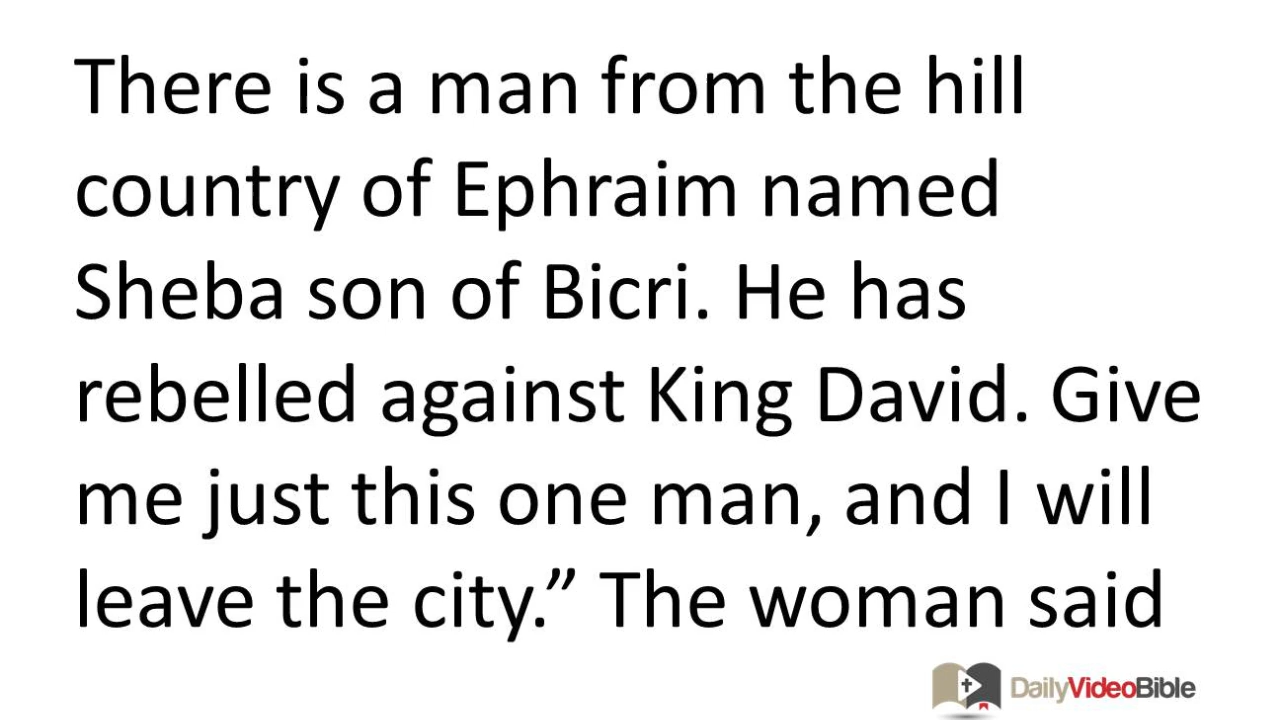 There is a man from the hill
country of Ephraim named
Sheba son of Bicri. He has
rebelled against King David. Give
me just this one man, and I will
leave the city.” The woman said
DailyVideoBible